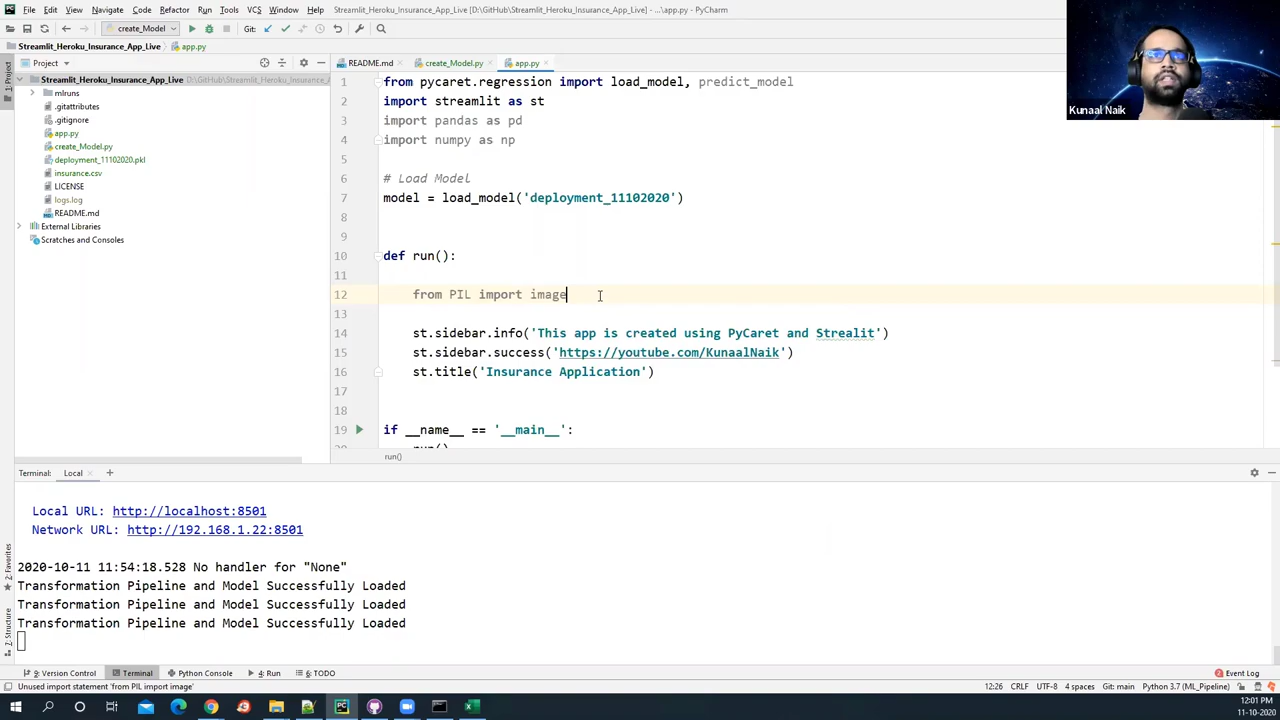 File Edit View Navigate Code Refactor Run Tools VCS Window Help Streamlit_Heroku_Insurance_App_Live [D:\GitHub\Streamlit_Heroku_Insurance_App_Live] - ...\app.py - PyCharm
create_Model Git:
Streamlit_Heroku_Insurance_App_Live app.py
Project README.md create_Model.py app.py
1: Project
Streamlit_Heroku_Insurance_App_Live D:\GitHub\Streamlit_Heroku_Insurance_A
mlruns
.gitattributes
.gitignore
app.py
create_Model.py
deployment_11102020.pkl
insurance.csv
LICENSE
logs.log
README.md
External Libraries
Scratches and Consoles
1 from pycaret.regression import load_model, predict_model
2 import streamlit as st
3 import pandas as pd
4 import numpy as np
5
6 # Load Model
7 model = load_model('deployment_11102020')
8
9
10 def run():
11
12 from PIL import image
13
14 st.sidebar.info('This app is created using PyCaret and Strealit')
15 st.sidebar.success('https://youtube.com/KunaalNaik')
16 st.title('Insurance Application')
17
18
19 if __name__ == '__main__':
20 run()
run()
Kunaal Naik
Terminal: Local
Local URL: http://localhost:8501
Network URL: http://192.168.1.22:8501
2020-10-11 11:54:18.528 No handler for "None"
Transformation Pipeline and Model Successfully Loaded
Transformation Pipeline and Model Successfully Loaded
Transformation Pipeline and Model Successfully Loaded
2: Favorites
7: Structure
9: Version Control Terminal Python Console 4: Run 6: TODO Event Log
Unused import statement 'from PIL import image' 12:26 CRLF UTF-8 4 spaces Git: main Python 3.7 (ML_Pipeline)
12:01 PM
11-10-2020